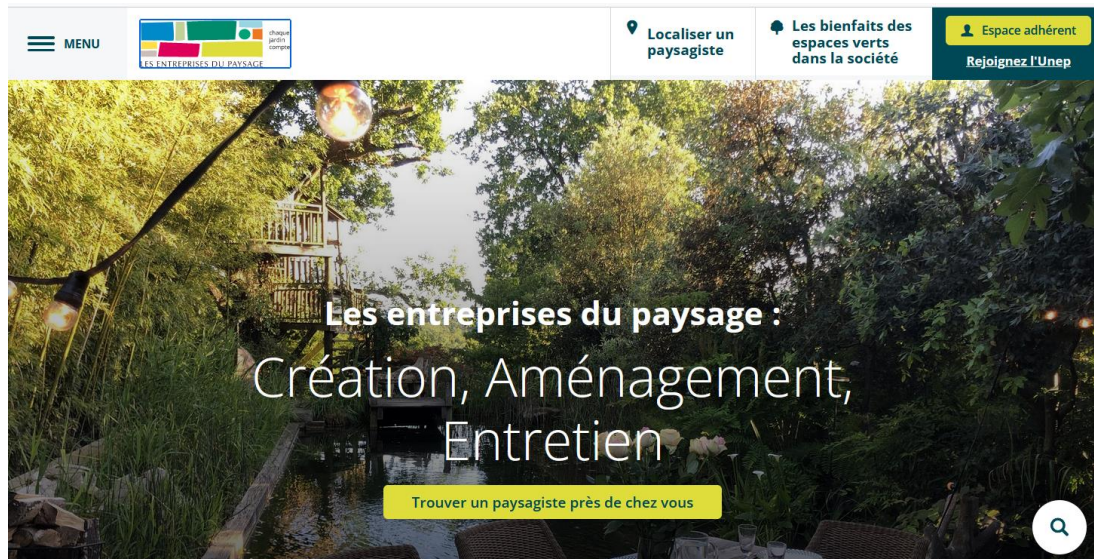 MENU
chaque
jardin
compte
LES ENTREPRISES DU PAYSAGE
Localiser un
paysagiste
Les bienfaits des
espaces verts
dans la société
Espace adhérent
Rejoignez l'Unep
Les entreprises du paysage :
Création, Aménagement,
Entretien
Trouver un paysagiste près de chez vous